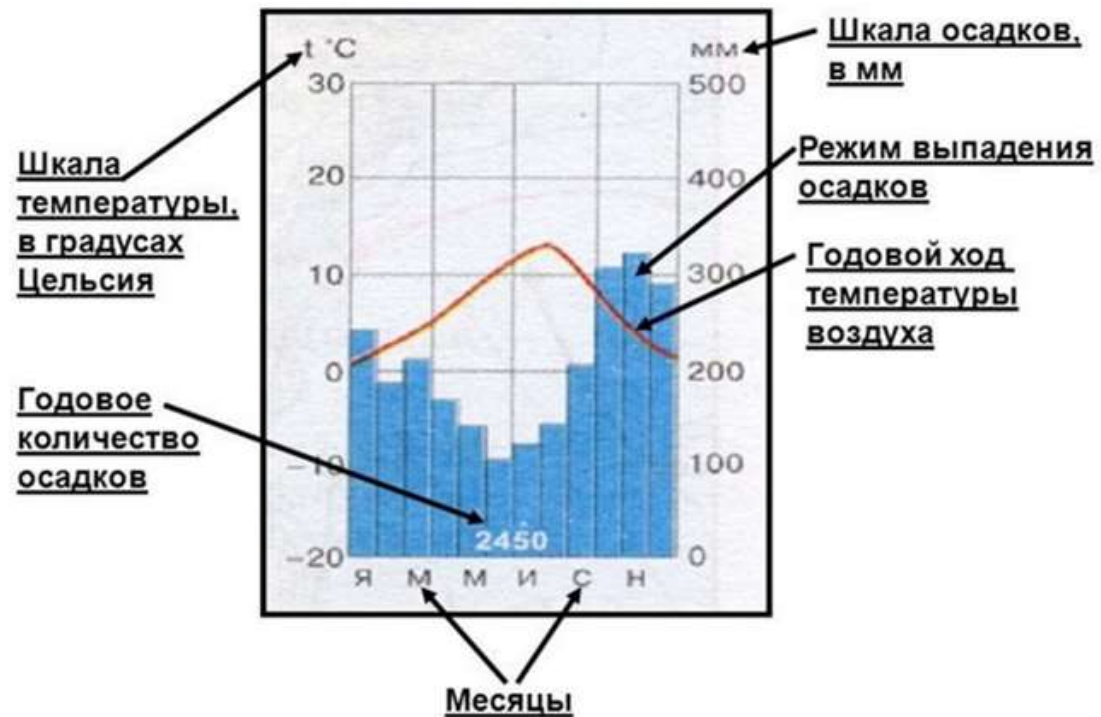 t °C
мм
Шкала осадков,
в мм
30
500
Шкала
температуры,
в градусах
Цельсия
20
400
Режим выпадения
осадков
10
300
Годовой ход
температуры
воздуха
0
200
Годовое
количество
осадков
-10
100
2450
-20
0
Я М М И С Н
Месяцы